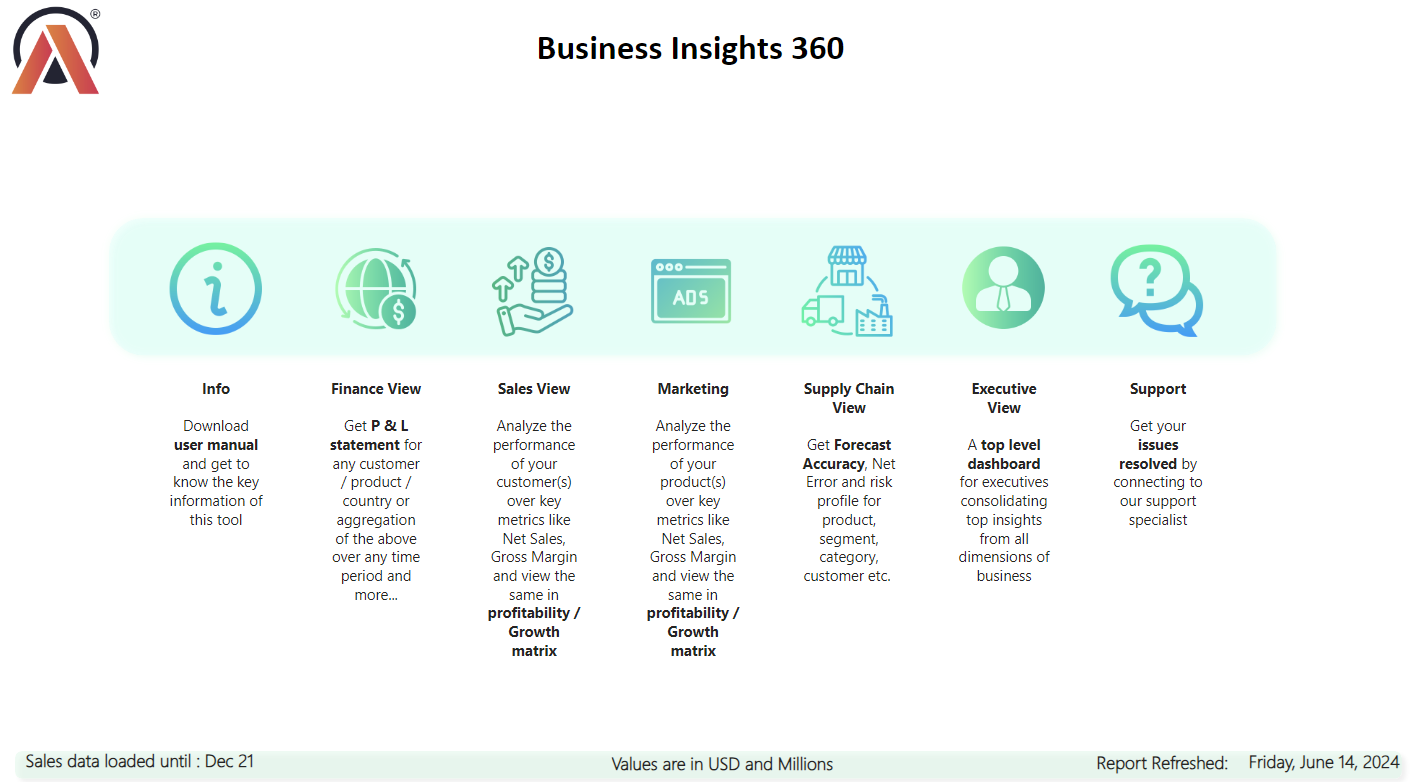 ®
Business Insights 360
ADS
Info
Download
user manual
and get to
know the key
information of
this tool
Finance View
Get P & L
statement for
any customer
/ product /
country or
aggregation
of the above
over any time
period and
more...
Sales View
Analyze the
performance
of your
customer(s)
over key
metrics like
Net Sales,
Gross Margin
and view the
same in
profitability /
Growth
matrix
Marketing
Analyze the
performance
of your
product(s)
over key
metrics like
Net Sales,
Gross Margin
and view the
same in
profitability /
Growth
matrix
Supply Chain
View
Get Forecast
Accuracy, Net
Error and risk
profile for
product,
segment,
category,
customer etc.
Executive
View
A top level
dashboard
for executives
consolidating
top insights
from all
dimensions of
business
Support
Get your
issues
resolved by
connecting to
our support
specialist
Sales data loaded until : Dec 21
Values are in USD and Millions
Report Refreshed: Friday, June 14, 2024